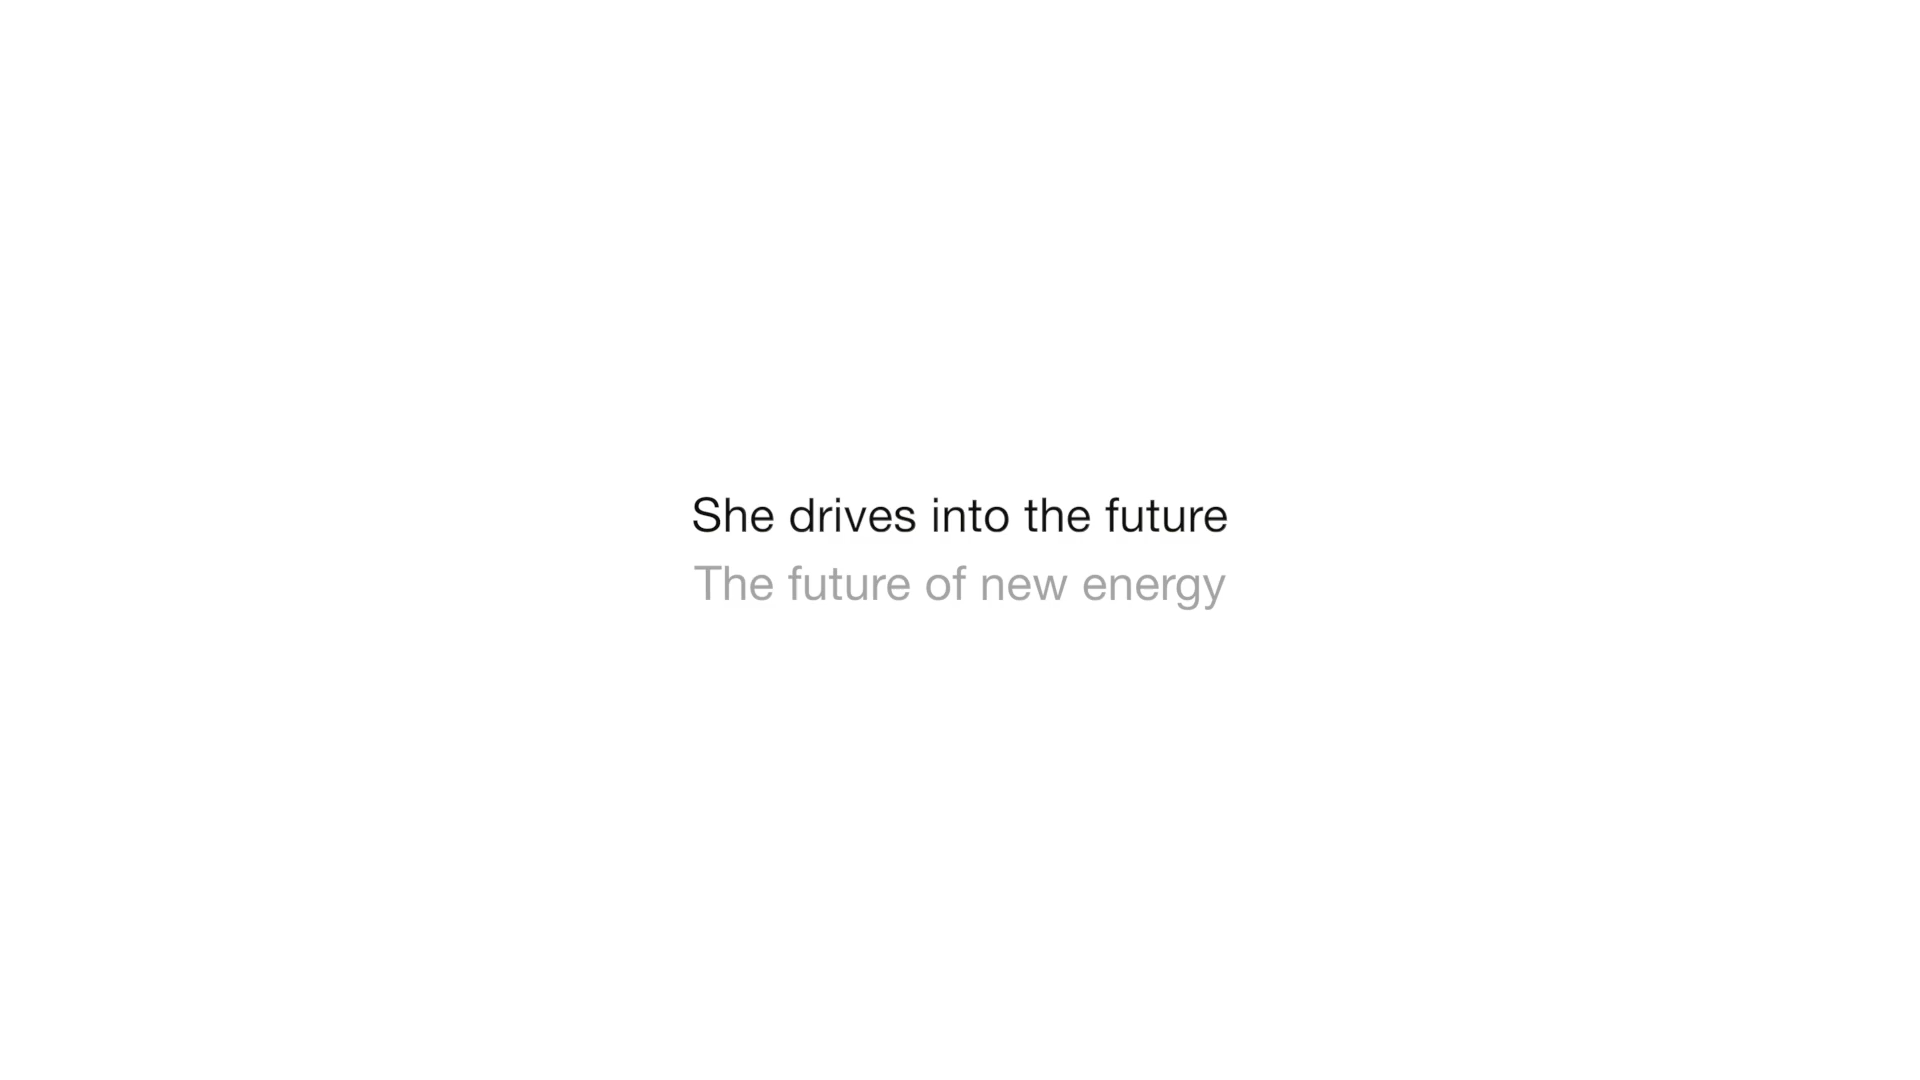 She drives into the future
The future of new energy